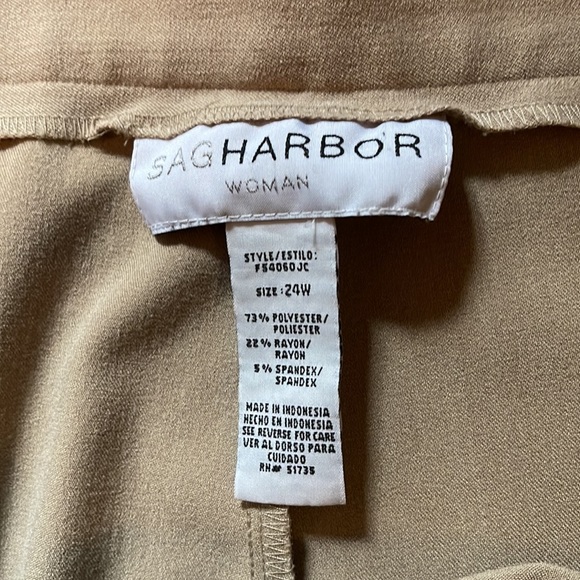 SAGHARBOR
WOMAN
STYLE/ESTILO:
F54060JC
SIZE:24W
73% POLYESTER/
POLIESTER
22% RAYON/
RAYON
5% SPANDEX/
SPANDEX
MADE IN INDONESIA
HECHO EN INDONESIA
SEE REVERSE FOR CARE
VER AL DORSO PARA
CUIDADO
RN# 51735